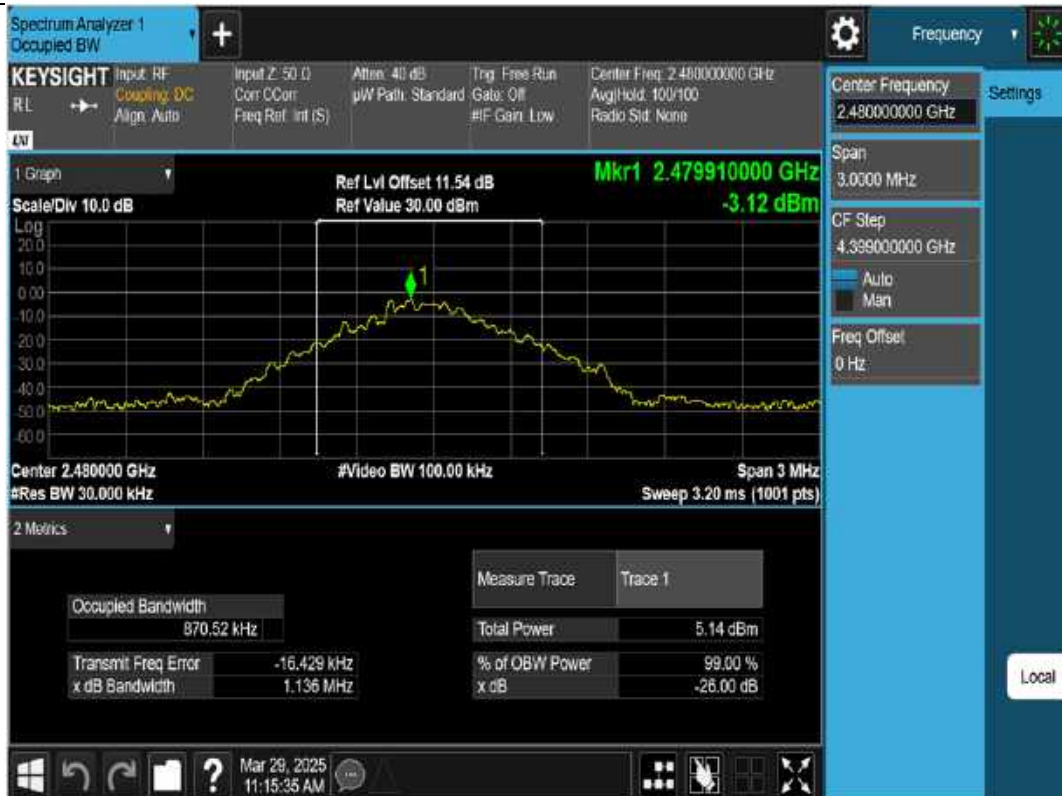 Spectrum Analyzer 1
Occupied BW
Frequency
KEYSIGHT
RL
Input: RF
Coupling: DC
Align: Auto
Input Z: 50 Ω
Corr CCorr
Freq Ref: Int (S)
Atten: 40 dB
µW Path: Standard
Trig: Free Run
Gate: Off
#IF Gain: Low
Center Freq: 2.480000000 GHz
Avg|Hold: 100/100
Radio Std: None
Center Frequency
2.480000000 GHz
Settings
Span
3.0000 MHz
CF Step
4.399000000 GHz
Auto
Man
Freq Offset
0 Hz
1 Graph
Scale/Div 10.0 dB
Log
Ref Lvl Offset 11.54 dB
Ref Value 30.00 dBm
Mkr1 2.479910000 GHz
-3.12 dBm
20.0
10.0
0.00
-10.0
-20.0
-30.0
-40.0
-50.0
-60.0
1
Center 2.480000 GHz
#Res BW 30.000 kHz
#Video BW 100.00 kHz
Span 3 MHz
Sweep 3.20 ms (1001 pts)
2 Metrics
Measure Trace
Trace 1
Occupied Bandwidth
870.52 kHz
Total Power
5.14 dBm
Transmit Freq Error
-16.429 kHz
% of OBW Power
99.00 %
x dB Bandwidth
1.136 MHz
x dB
-26.00 dB
Local
?
Mar 29, 2025
11:15:35 AM